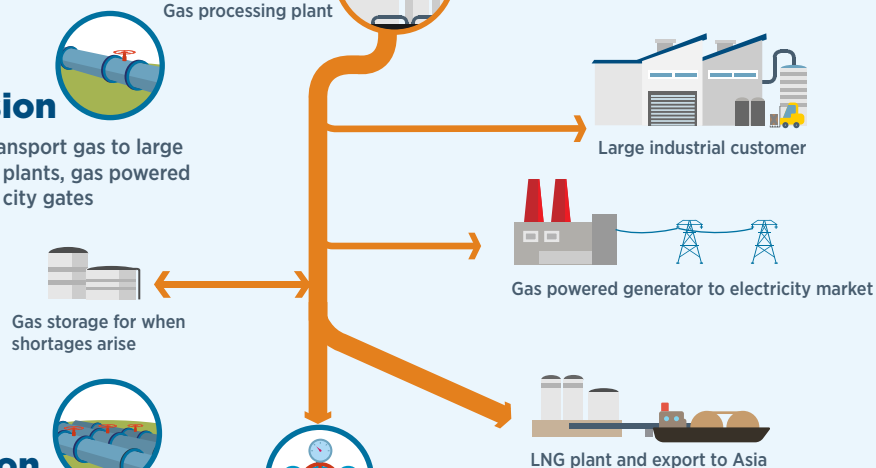 Gas processing plant
sion
ansport gas to large
plants, gas powered
city gates
Large industrial customer
Gas powered generator to electricity market
Gas storage for when
shortages arise
LNG plant and export to Asia
on